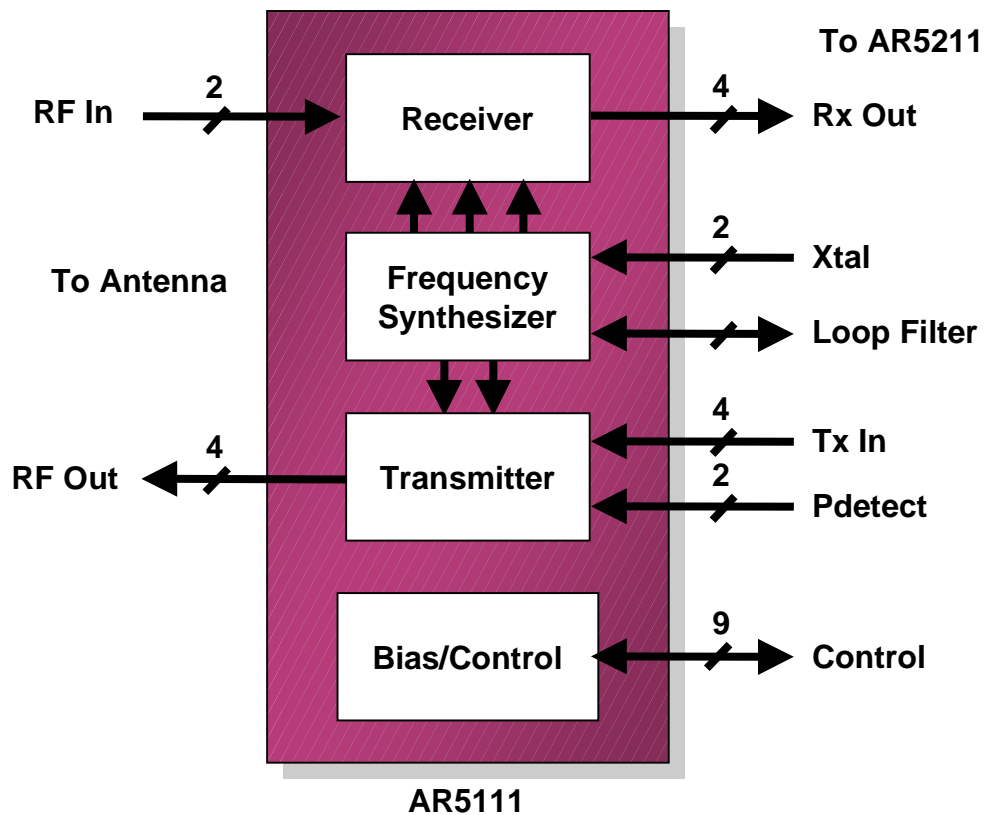 To AR5211
RF In
2
Receiver
4
Rx Out
To Antenna
Frequency
Synthesizer
2
Xtal
Loop Filter
RF Out
4
Transmitter
4
Tx In
2
Pdetect
Bias/Control
9
Control
AR5111